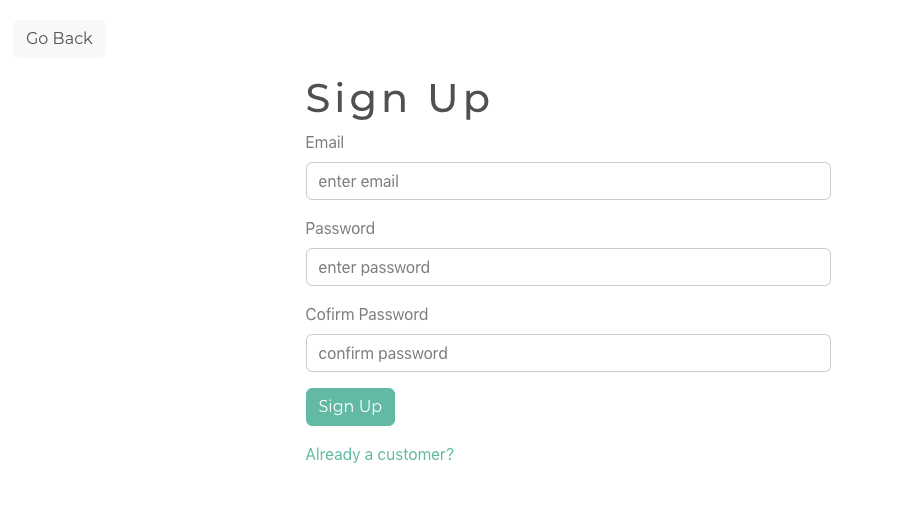 Go Back
Sign Up
Email
enter email
Password
enter password
Cofirm Password
confirm password
Sign Up
Already a customer?